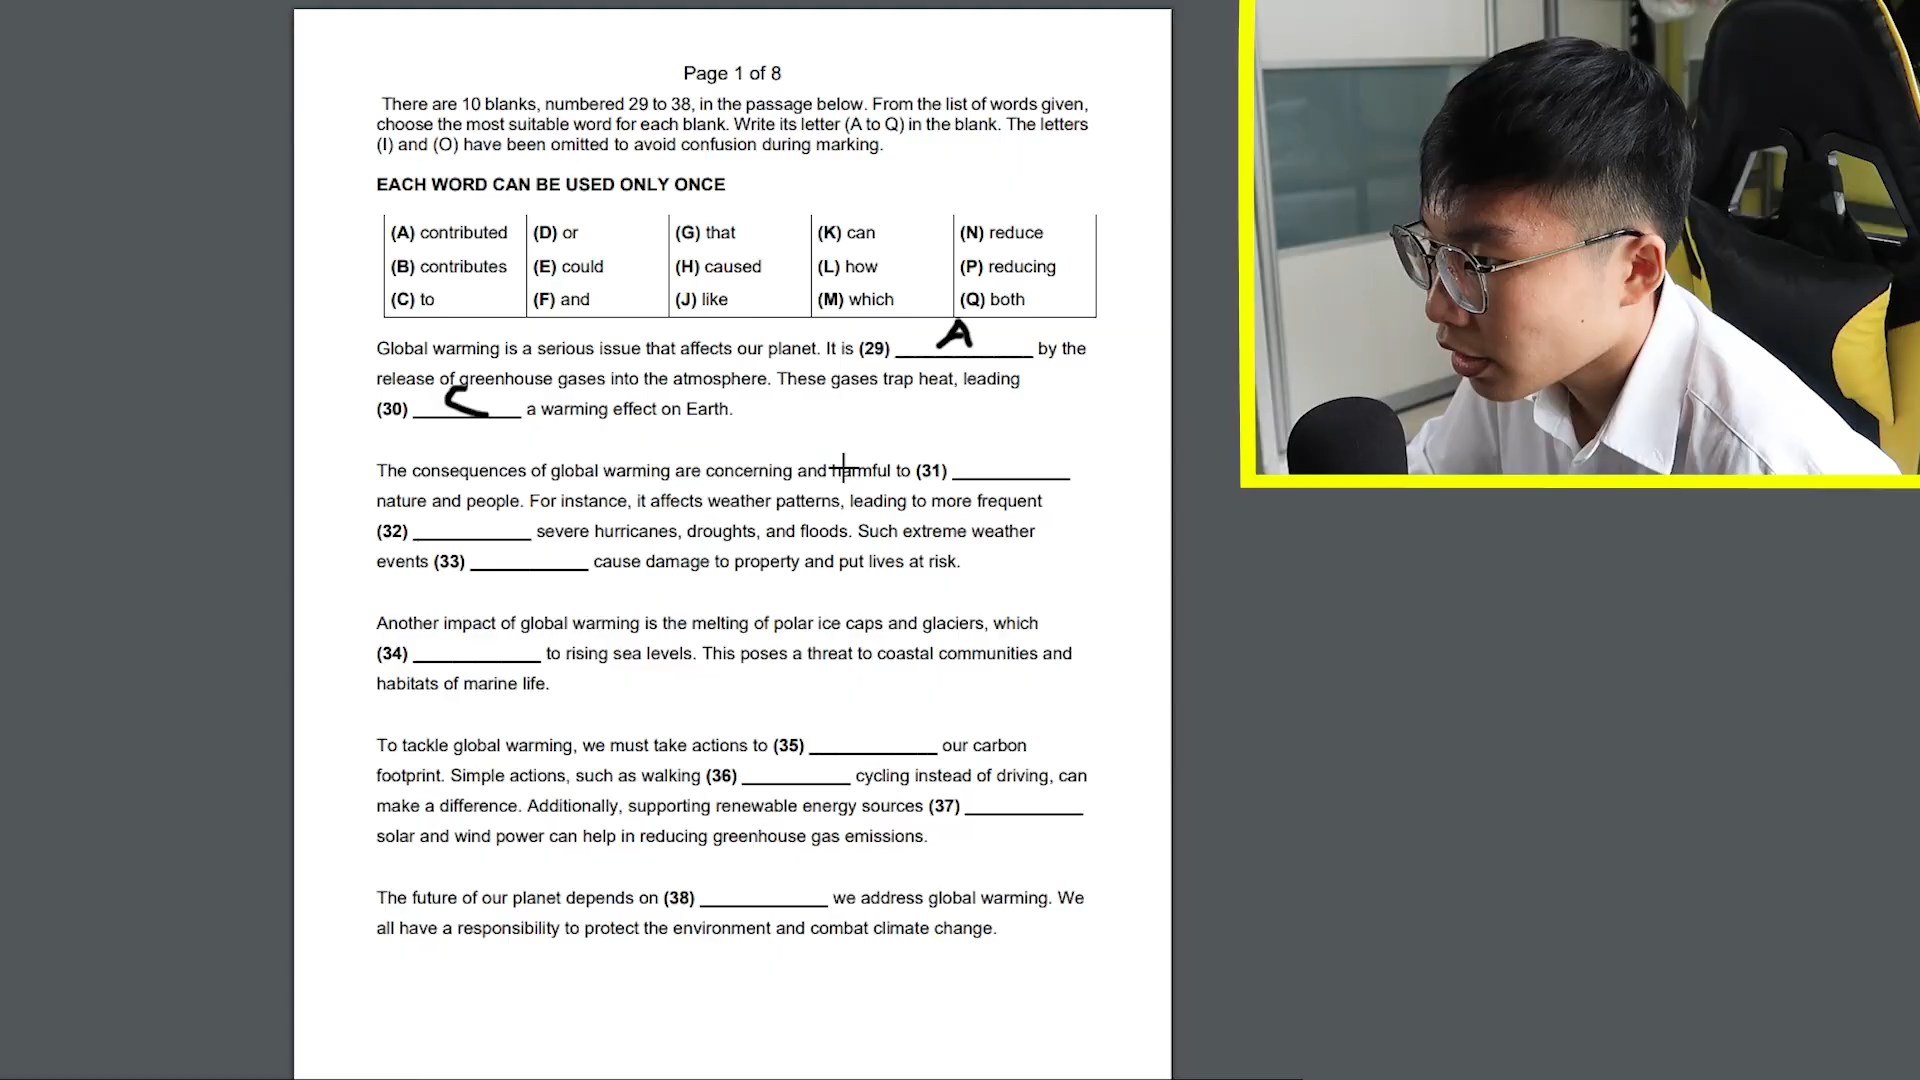 Page 1 of 8
There are 10 blanks, numbered 29 to 38, in the passage below. From the list of words given,
choose the most suitable word for each blank. Write its letter (A to Q) in the blank. The letters
(I) and (O) have been omitted to avoid confusion during marking.
EACH WORD CAN BE USED ONLY ONCE
(A) contributed (D) or (G) that (K) can (N) reduce
(B) contributes (E) could (H) caused (L) how (P) reducing
(C) to (F) and (J) like (M) which (Q) both
A
Global warming is a serious issue that affects our planet. It is (29) ______________ by the
release of greenhouse gases into the atmosphere. These gases trap heat, leading
C
(30) ___________ a warming effect on Earth.
The consequences of global warming are concerning and harmful to (31) ____________
nature and people. For instance, it affects weather patterns, leading to more frequent
(32) ____________ severe hurricanes, droughts, and floods. Such extreme weather
events (33) ____________ cause damage to property and put lives at risk.
Another impact of global warming is the melting of polar ice caps and glaciers, which
(34) _____________ to rising sea levels. This poses a threat to coastal communities and
habitats of marine life.
To tackle global warming, we must take actions to (35) _____________ our carbon
footprint. Simple actions, such as walking (36) ___________ cycling instead of driving, can
make a difference. Additionally, supporting renewable energy sources (37) ____________
solar and wind power can help in reducing greenhouse gas emissions.
The future of our planet depends on (38) _____________ we address global warming. We
all have a responsibility to protect the environment and combat climate change.